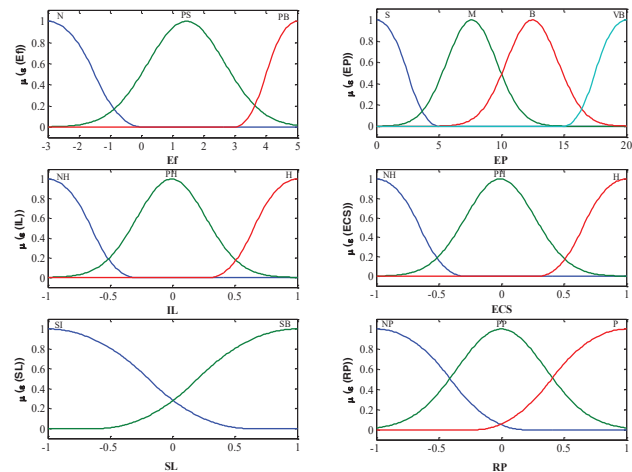 N PS PB
μ (ε (Ef))
1
0.8
0.6
0.4
0.2
0
-3 -2 -1 0 1 2 3 4 5
Ef
S M B VB
μ (ε (EP))
1
0.8
0.6
0.4
0.2
0
0 5 10 15 20
EP
NH PH H
μ (ε (IL))
1
0.8
0.6
0.4
0.2
0
-1 -0.5 0 0.5 1
IL
NH PH H
μ (ε (ECS))
1
0.8
0.6
0.4
0.2
0
-1 -0.5 0 0.5 1
ECS
SI SB
μ (ε (SL))
1
0.8
0.6
0.4
0.2
0
-1 -0.5 0 0.5 1
SL
NP PP P
μ (ε (RP))
1
0.8
0.6
0.4
0.2
0
-1 -0.5 0 0.5 1
RP